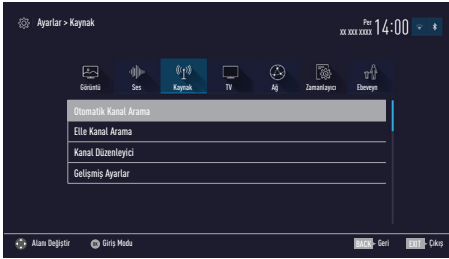 Ayarlar > Kaynak
Per
xx xxx xxxx 14:00
Görüntü Ses Kaynak TV Ağ Zamanlayıcı Ebeveyn
Otomatik Kanal Arama
Elle Kanal Arama
Kanal Düzenleyici
Gelişmiş Ayarlar
Alanı Değiştir OK Giriş Modu BACK - Geri EXIT - Çıkış